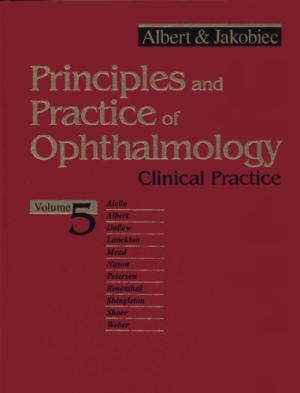 Albert & Jakobiec
Principles and
Practice of
Ophthalmology
Clinical Practice
Volume 5
Aiello
Albert
Dallow
Lanckton
Mead
Nason
Petersen
Rosenthal
Shingleton
Shore
Weber